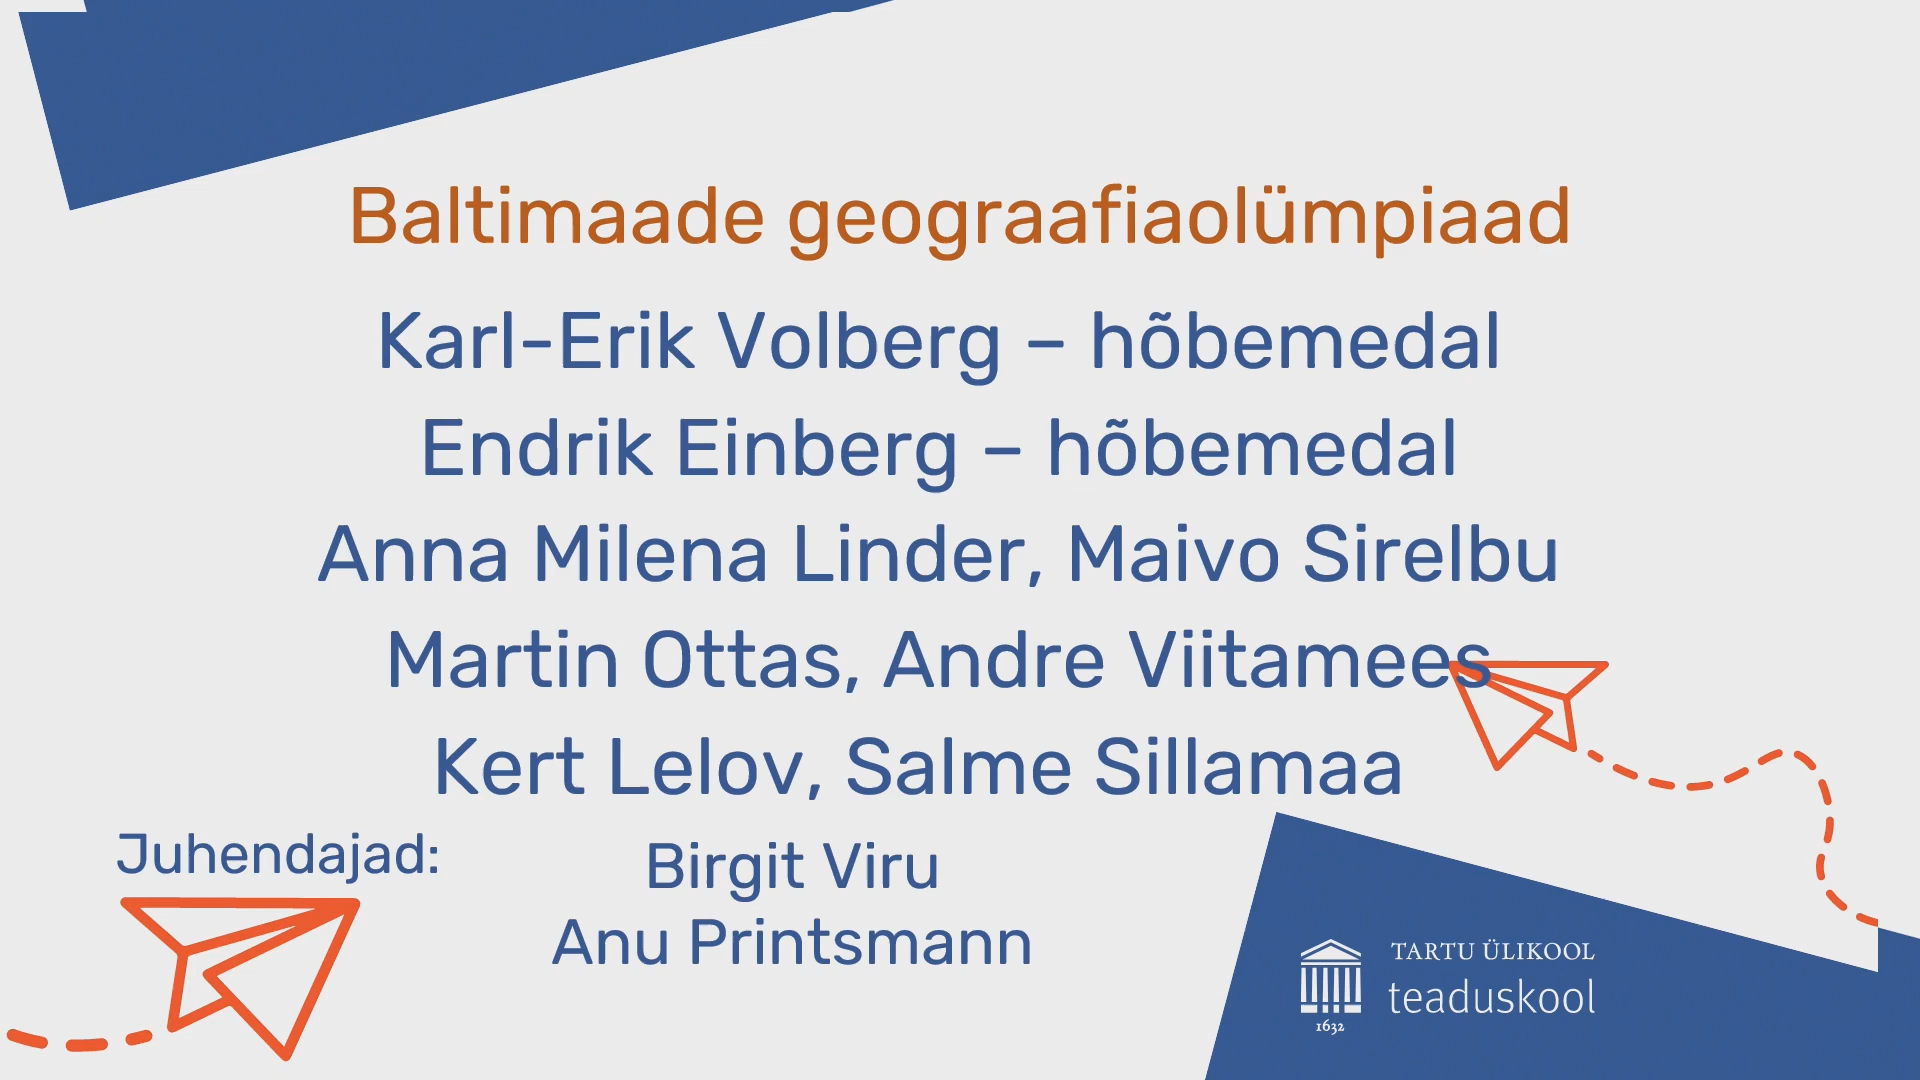 Baltimaade geograafiaolümpiaad
Karl-Erik Volberg – hõbemedal
Endrik Einberg – hõbemedal
Anna Milena Linder, Maivo Sirelbu
Martin Ottas, Andre Viitamees
Kert Lelov, Salme Sillamaa
Juhendajad:
Birgit Viru
Anu Printsmann
TARTU ÜLIKOOL
teaduskool
1632